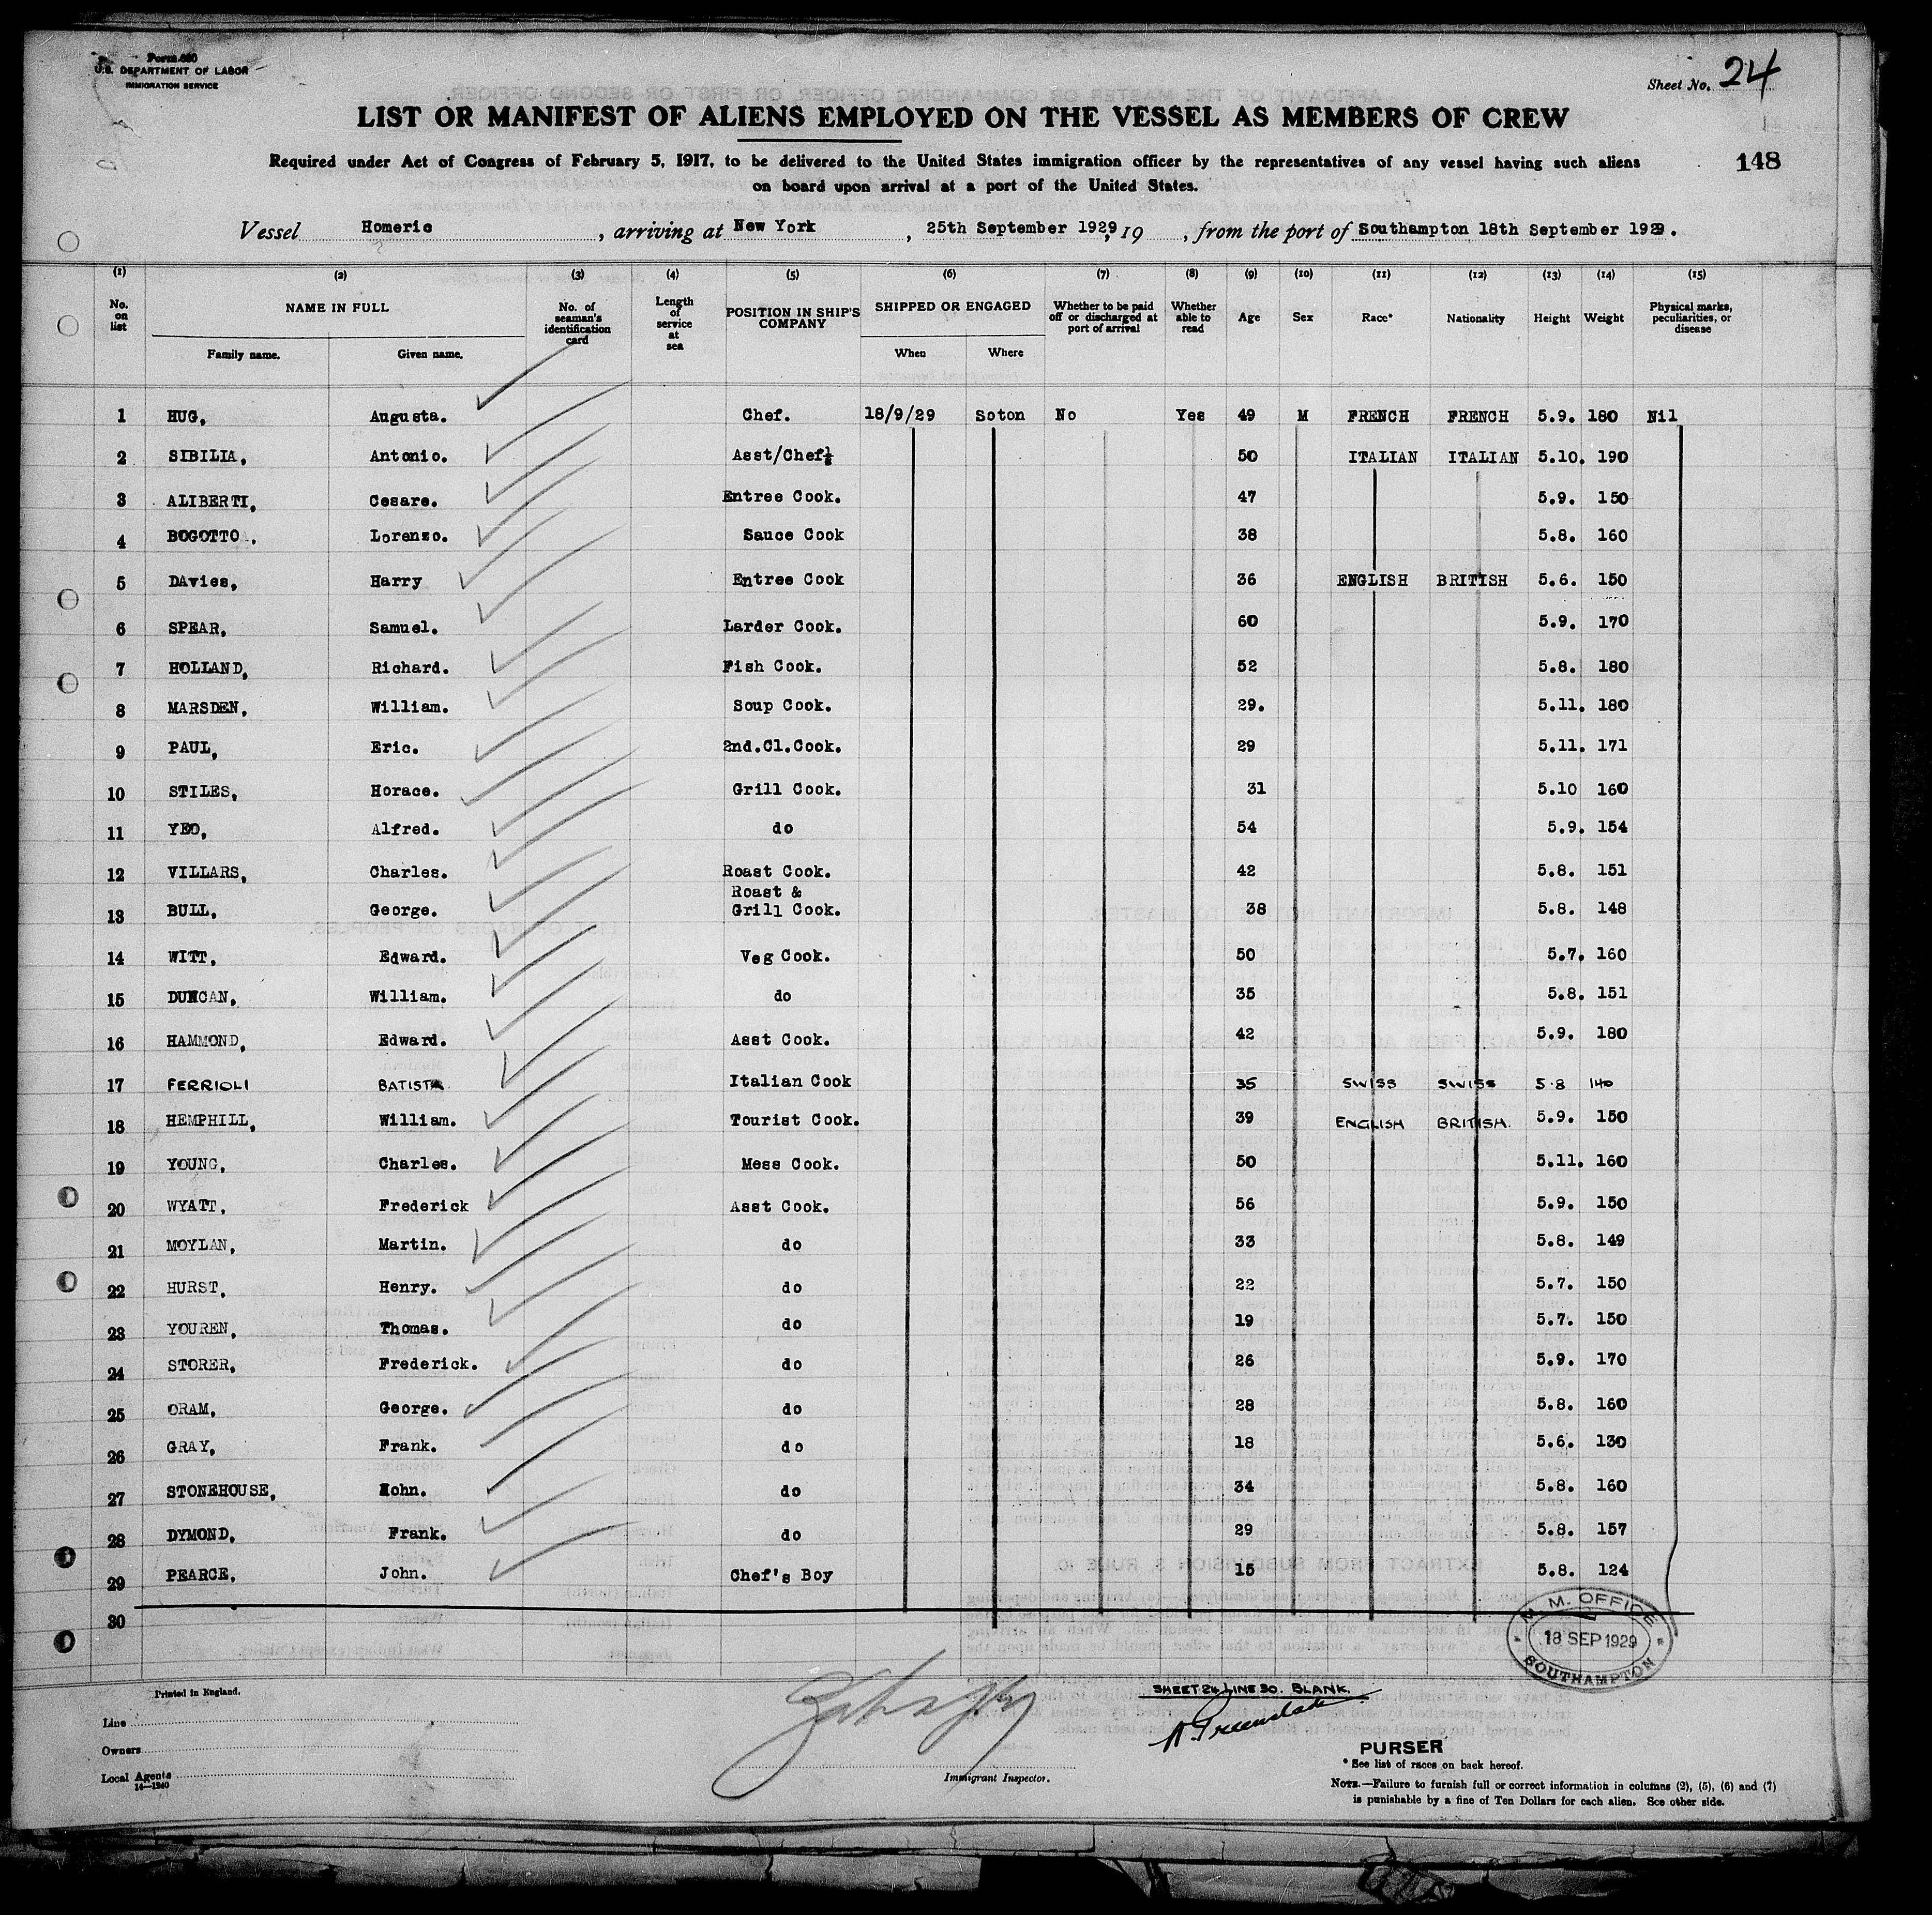 Form 680
U.S. DEPARTMENT OF LABOR
IMMIGRATION SERVICE
Sheet No. 24
LIST OR MANIFEST OF ALIENS EMPLOYED ON THE VESSEL AS MEMBERS OF CREW
Required under Act of Congress of February 5, 1917, to be delivered to the United States immigration officer by the representatives of any vessel having such aliens
on board upon arrival at a port of the United States.
148
Vessel Homeric, arriving at New York, 25th September 1929, 19 , from the port of Southampton 18th September 1929.
(1) (2) (3) (4) (5) (6) (7) (8) (9) (10) (11) (12) (13) (14) (15)
No. on list
NAME IN FULL
Family name. Given name.
No. of seaman's identification card
Length of service at sea
POSITION IN SHIP'S COMPANY
SHIPPED OR ENGAGED
When Where
Whether to be paid off or discharged at port of arrival
Whether able to read
Age Sex Race* Nationality Height Weight
Physical marks, peculiarities, or disease
1 HUG, Augusta. Chef. 18/9/29 Soton No Yes 49 M FRENCH FRENCH 5.9. 180 Nil
2 SIBILIA, Antonio. Asst/Chef. 50 ITALIAN ITALIAN 5.10. 190
3 ALIBERTI, Cesare. Entree Cook. 47 5.9. 150
4 BOGOTTO. Lorenzo. Sauce Cook 38 5.8. 160
5 DAvies, Harry Entree Cook 36 ENGLISH BRITISH 5.6. 150
6 SPEAR, Samuel. Larder Cook. 60 5.9. 170
7 HOLLAND, Richard. Fish Cook. 52 5.8. 180
8 MARSDEN, William. Soup Cook. 29. 5.11. 180
9 PAUL, Eric. 2nd.Cl.Cook. 29 5.11. 171
10 STILES, Horace. Grill Cook. 31 5.10 160
11 YEO, Alfred. do 54 5.9. 154
12 VILLARS, Charles. Roast Cook. 42 5.8. 151
13 BULL, George. Roast & Grill Cook. 38 5.8. 148
14 WITT, Edward. Veg Cook. 50 5.7. 160
15 DUNCAN, William. do 35 5.8. 151
16 HAMMOND, Edward. Asst Cook. 42 5.9. 180
17 FERRIOLI BATISTA Italian Cook 35 SWISS SWISS 5.8 140
18 HEMPHILL, William. Tourist Cook. 39 ENGLISH BRITISH. 5.9. 150
19 YOUNG, Charles. Mess Cook. 50 5.11. 160
20 WYATT, Frederick Asst Cook. 56 5.9. 150
21 MOYLAN, Martin. do 33 5.8. 149
22 HURST, Henry. do 22 5.7. 150
23 YOUREN, Thomas. do 19 5.7. 150
24 STORER, Frederick. do 26 5.9. 170
25 ORAM, George. do 28 5.8. 160
26 GRAY, Frank. do 18 5.6. 130
27 STONEHOUSE, John. do 34 5.8. 160
28 DYMOND, Frank. do 29 5.8. 157
29 PEARCE, John. Chef's Boy 15 5.8. 124
30
M. M. OFFICE
18 SEP 1929
SOUTHAMPTON
Printed in England.
SHEET 24 LINE 30. BLANK.
Line
Owners
Local Agents
14—1240
Immigrant Inspector.
PURSER
* See list of races on back hereof.
NOTE.—Failure to furnish full or correct information in columns (2), (5), (6) and (7)
is punishable by a fine of Ten Dollars for each alien. See other side.